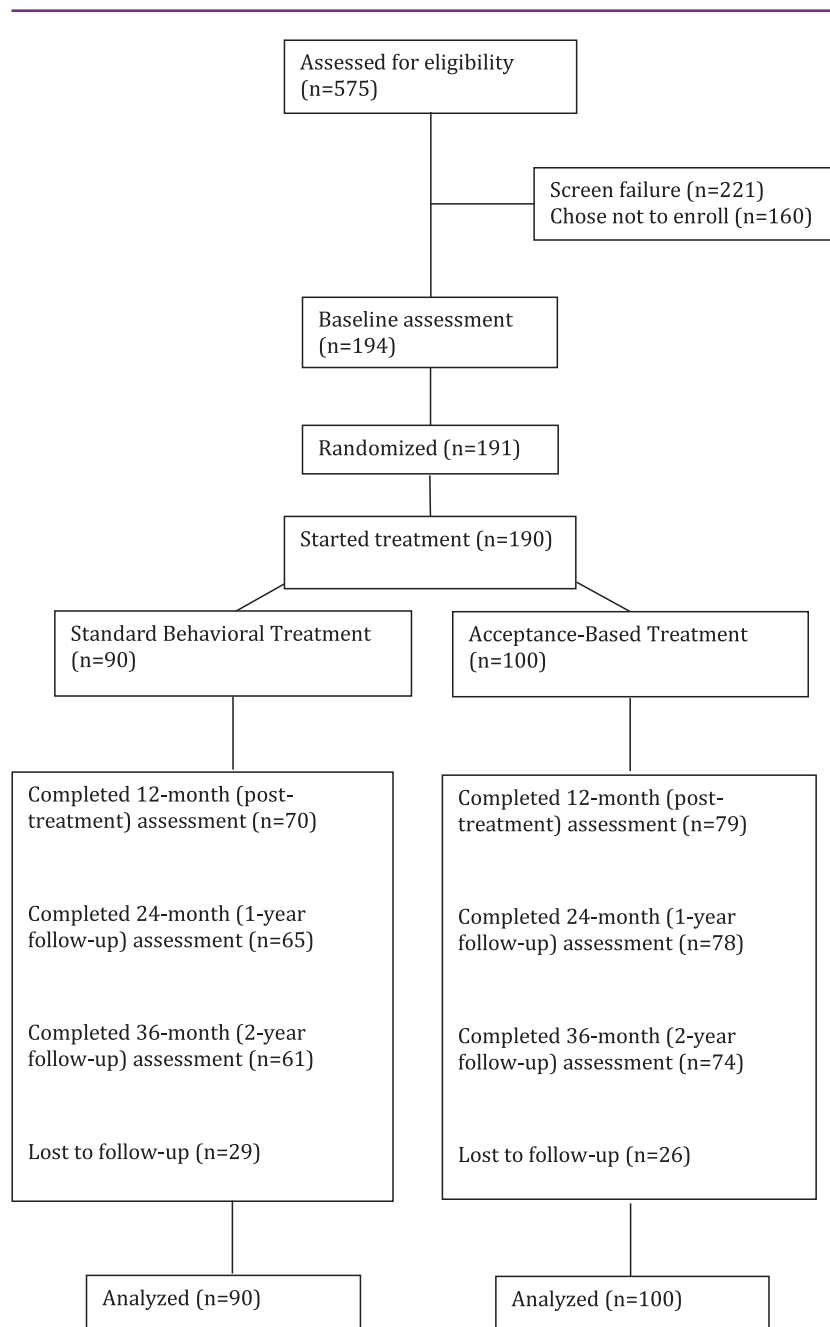 Assessed for eligibility
(n=575)
Screen failure (n=221)
Chose not to enroll (n=160)
Baseline assessment
(n=194)
Randomized (n=191)
Started treatment (n=190)
Standard Behavioral Treatment
(n=90)
Acceptance-Based Treatment
(n=100)
Completed 12-month (post-
treatment) assessment (n=70)
Completed 24-month (1-year
follow-up) assessment (n=65)
Completed 36-month (2-year
follow-up) assessment (n=61)
Lost to follow-up (n=29)
Completed 12-month (post-
treatment) assessment (n=79)
Completed 24-month (1-year
follow-up) assessment (n=78)
Completed 36-month (2-year
follow-up) assessment (n=74)
Lost to follow-up (n=26)
Analyzed (n=90)
Analyzed (n=100)